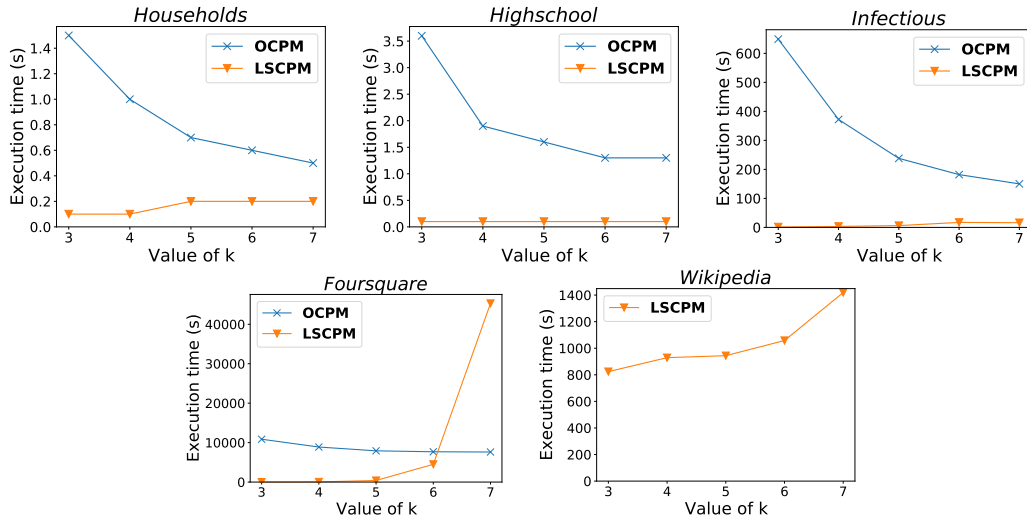 Households
Execution time (s)
1.4
1.2
1.0
0.8
0.6
0.4
0.2
0.0
OCPM
LSCPM
3 4 5 6 7
Value of k
Highschool
Execution time (s)
3.5
3.0
2.5
2.0
1.5
1.0
0.5
0.0
OCPM
LSCPM
3 4 5 6 7
Value of k
Infectious
Execution time (s)
600
500
400
300
200
100
0
OCPM
LSCPM
3 4 5 6 7
Value of k
Foursquare
Execution time (s)
40000
30000
20000
10000
0
OCPM
LSCPM
3 4 5 6 7
Value of k
Wikipedia
Execution time (s)
1400
1200
1000
800
600
400
200
0
LSCPM
3 4 5 6 7
Value of k